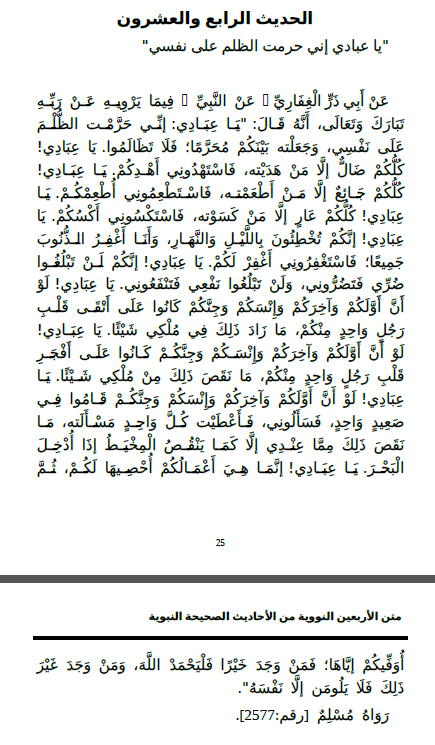 الحديث الرابع والعشرون
"يا عبادي إني حرمت الظلم على نفسي"
عَنْ أَبِي ذَرٍّ الْغِفَارِيِّ عَنْ النَّبِيِّ فِيمَا يَرْوِيهِ عَنْ رَبِّهِ
تَبَارَكَ وَتَعَالَى، أَنَّهُ قَالَ: "يَا عِبَادِي: إنِّي حَرَّمْت الظُّلْمَ
عَلَى نَفْسِي، وَجَعَلْته بَيْنَكُمْ مُحَرَّمًا؛ فَلَا تَظَالَمُوا. يَا عِبَادِي!
كُلُّكُمْ ضَالٌّ إلَّا مَنْ هَدَيْته، فَاسْتَهْدُونِي أَهْدِكُمْ. يَا عِبَادِي!
كُلُّكُمْ جَائِعٌ إلَّا مَنْ أَطْعَمْته، فَاسْتَطْعِمُونِي أُطْعِمْكُمْ. يَا
عِبَادِي! كُلُّكُمْ عَارٍ إلَّا مَنْ كَسَوْته، فَاسْتَكْسُونِي أَكْسُكُمْ. يَا
عِبَادِي! إنَّكُمْ تُخْطِئُونَ بِاللَّيْلِ وَالنَّهَارِ، وَأَنَا أَغْفِرُ الذُّنُوبَ
جَمِيعًا؛ فَاسْتَغْفِرُونِي أَغْفِرْ لَكُمْ. يَا عِبَادِي! إنَّكُمْ لَنْ تَبْلُغُوا
ضُرِّي فَتَضُرُّونِي، وَلَنْ تَبْلُغُوا نَفْعِي فَتَنْفَعُونِي. يَا عِبَادِي! لَوْ
أَنَّ أَوَّلَكُمْ وَآخِرَكُمْ وَإِنْسَكُمْ وَجِنَّكُمْ كَانُوا عَلَى أَتْقَى قَلْبِ
رَجُلٍ وَاحِدٍ مِنْكُمْ، مَا زَادَ ذَلِكَ فِي مُلْكِي شَيْئًا. يَا عِبَادِي!
لَوْ أَنَّ أَوَّلَكُمْ وَآخِرَكُمْ وَإِنْسَكُمْ وَجِنَّكُمْ كَانُوا عَلَى أَفْجَرِ
قَلْبِ رَجُلٍ وَاحِدٍ مِنْكُمْ، مَا نَقَصَ ذَلِكَ مِنْ مُلْكِي شَيْئًا. يَا
عِبَادِي! لَوْ أَنَّ أَوَّلَكُمْ وَآخِرَكُمْ وَإِنْسَكُمْ وَجِنَّكُمْ قَامُوا فِي
صَعِيدٍ وَاحِدٍ، فَسَأَلُونِي، فَأَعْطَيْت كُلَّ وَاحِدٍ مَسْأَلَته، مَا
نَقَصَ ذَلِكَ مِمَّا عِنْدِي إلَّا كَمَا يَنْقُصُ الْمِخْيَطُ إذَا أُدْخِلَ
الْبَحْرَ. يَا عِبَادِي! إنَّمَا هِيَ أَعْمَالُكُمْ أُحْصِيهَا لَكُمْ، ثُمَّ
25
متن الأربعين النووية من الأحاديث الصحيحة النبوية
أُوَفِّيكُمْ إيَّاهَا؛ فَمَنْ وَجَدَ خَيْرًا فَلْيَحْمَدْ اللَّهَ، وَمَنْ وَجَدَ غَيْرَ
ذَلِكَ فَلَا يَلُومَن إلَّا نَفْسَهُ".
رَوَاهُ مُسْلِمٌ [رقم:2577].